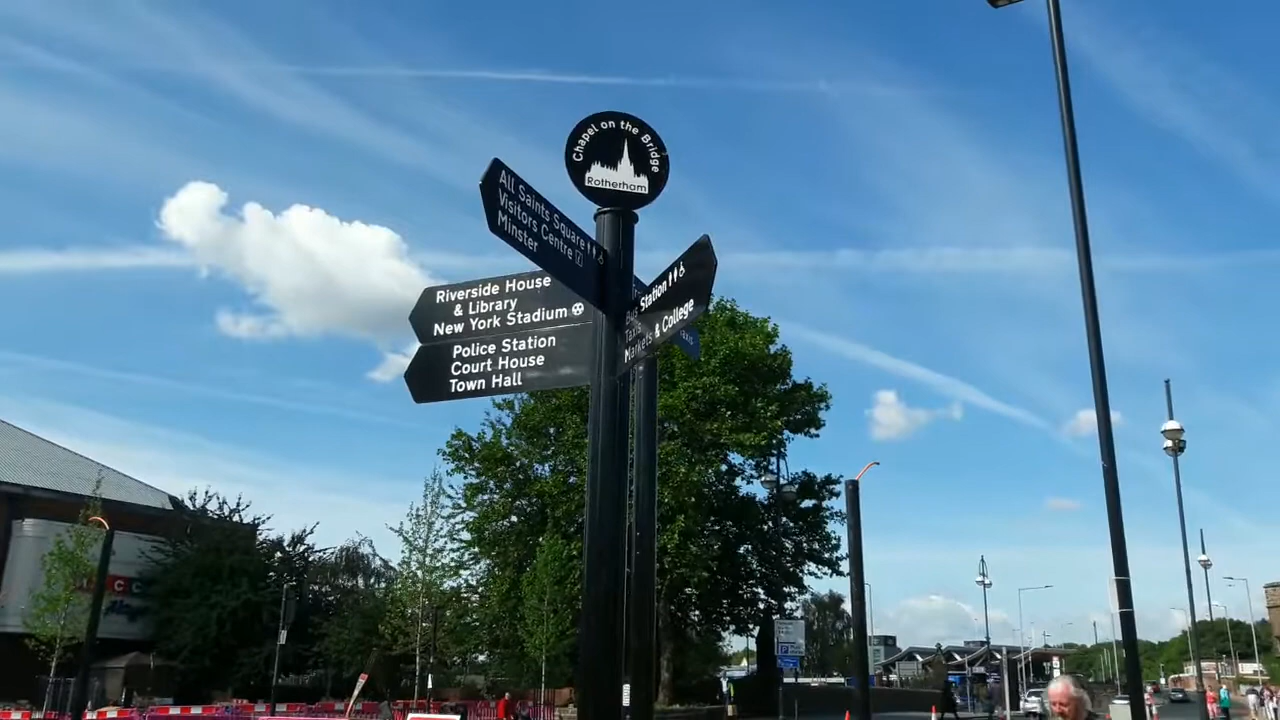 Chapel on the Bridge
Rotherham
All Saints Square
Visitors Centre
Minster
Riverside House
& Library
New York Stadium
Police Station
Court House
Town Hall
Bus Station
Taxis
Markets & College